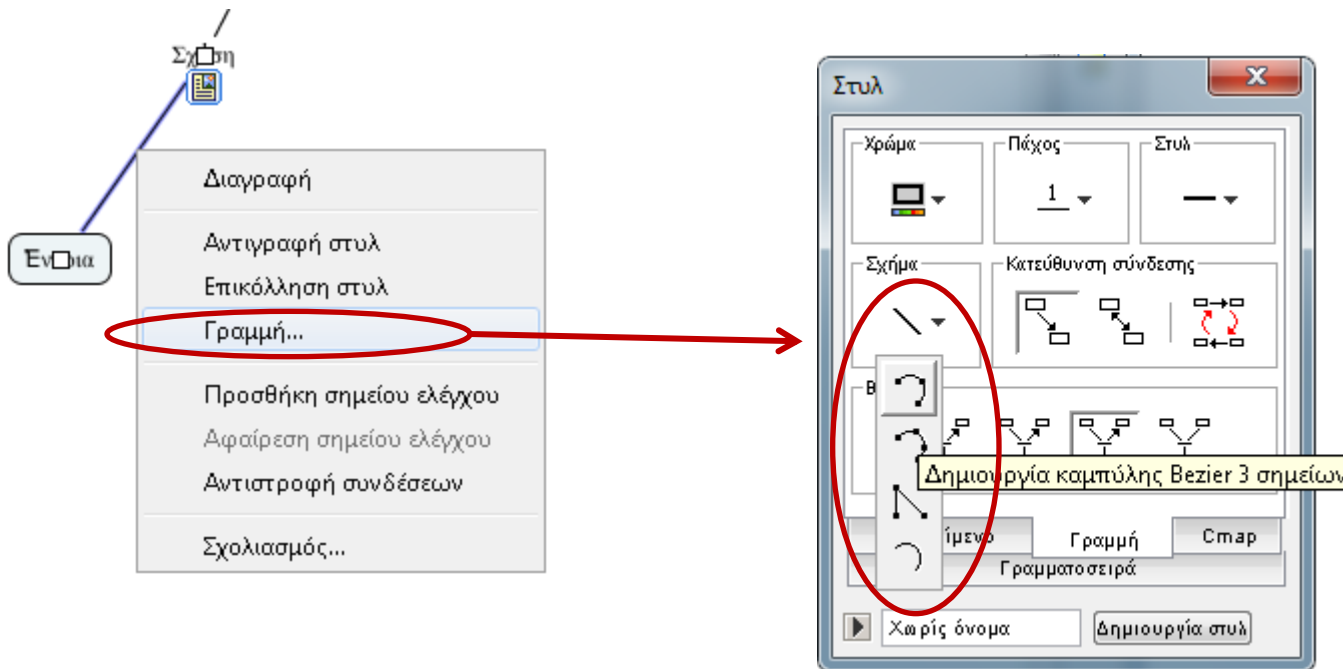 Διαγραφή
Αντιγραφή στυλ
Επικόλληση στυλ
Γραμμή...
Προσθήκη σημείου ελέγχου
Αφαίρεση σημείου ελέγχου
Αντιστροφή συνδέσεων
Σχολιασμός...
Στυλ
Χρώμα Πάχος Στυλ
1
Σχήμα Κατεύθυνση σύνδεσης
Δημιουργία καμπύλης Bezier 3 σημείων
Γραμμή Cmap
Γραμματοσειρά
Χωρίς όνομα Δημιουργία στυλ